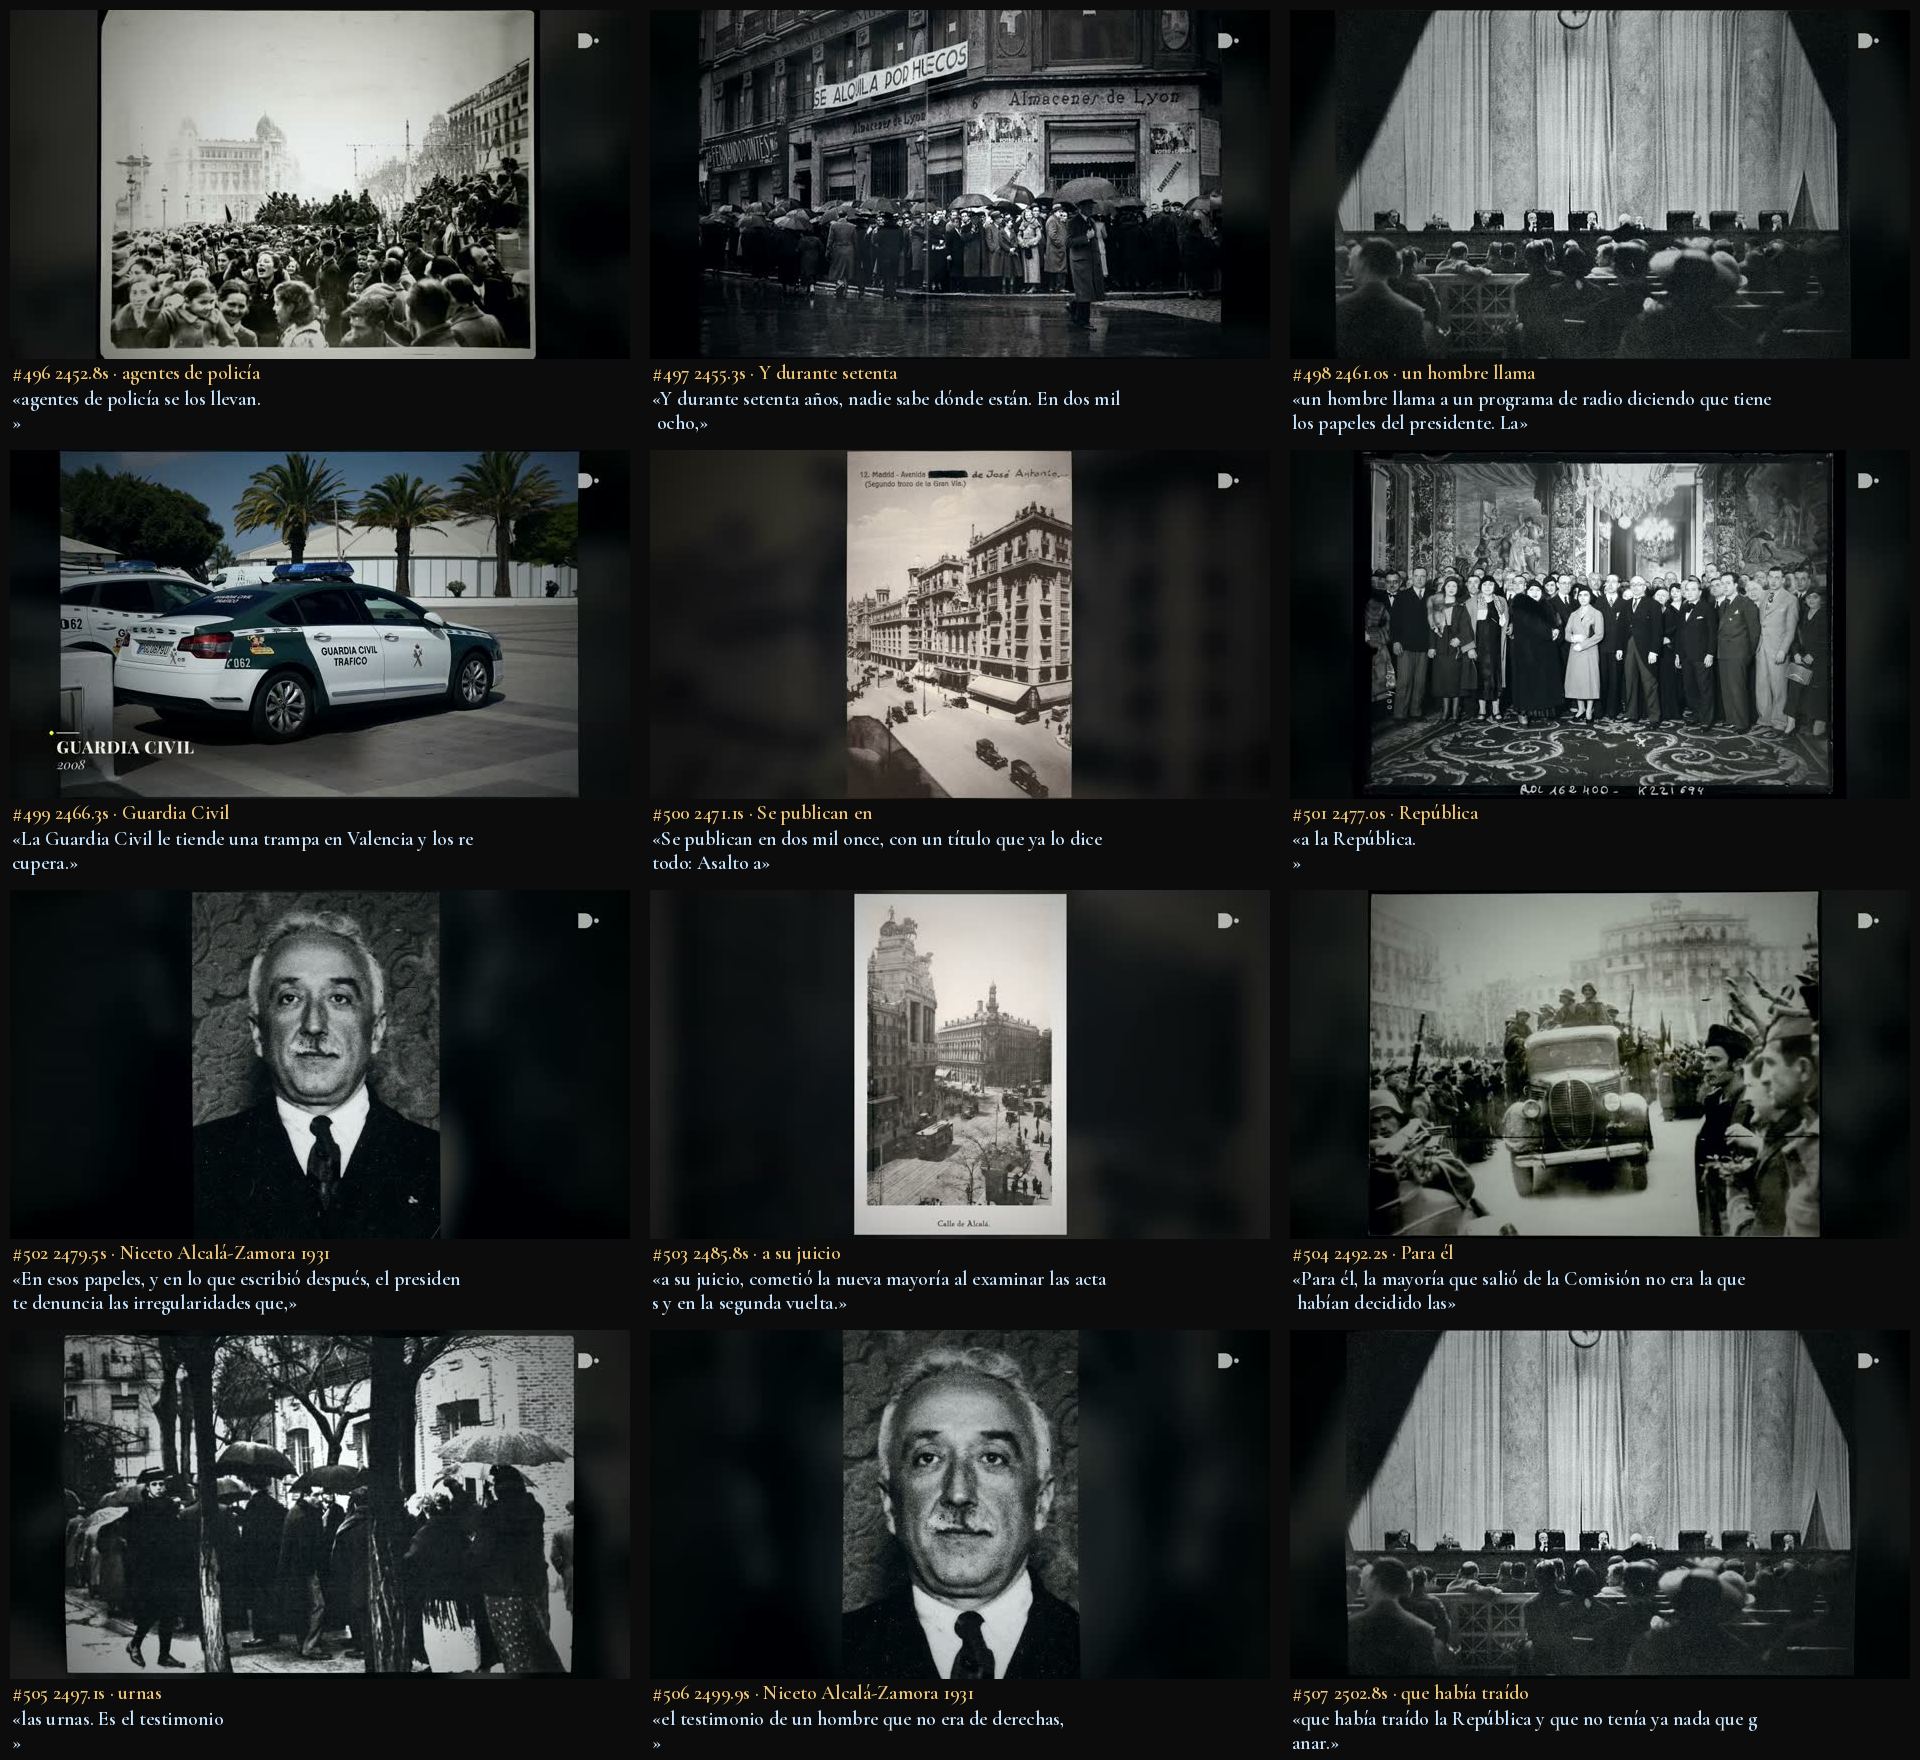 SE ALQUILA POR HUECOS
Almacenes de Lyon
Almacenes de Lyon
FERNANDO PONTES
#496 2452.8s · agentes de policía
«agentes de policía se los llevan.
»
#497 2455.3s · Y durante setenta
«Y durante setenta años, nadie sabe dónde están. En dos mil
ocho,»
#498 2461.0s · un hombre llama
«un hombre llama a un programa de radio diciendo que tiene
los papeles del presidente. La»
062
GUARDIA CIVIL
TRAFICO
062
GUARDIA CIVIL
2008
12. Madrid - Avenida de José Antonio
(Segundo trozo de la Gran Vía.)
ROL 162400 - K221694
#499 2466.3s · Guardia Civil
«La Guardia Civil le tiende una trampa en Valencia y los re
cupera.»
#500 2471.1s · Se publican en
«Se publican en dos mil once, con un título que ya lo dice
todo: Asalto a»
#501 2477.0s · República
«a la República.
»
Calle de Alcalá.
#502 2479.5s · Niceto Alcalá-Zamora 1931
«En esos papeles, y en lo que escribió después, el presiden
te denuncia las irregularidades que,»
#503 2485.8s · a su juicio
«a su juicio, cometió la nueva mayoría al examinar las acta
s y en la segunda vuelta.»
#504 2492.2s · Para él
«Para él, la mayoría que salió de la Comisión no era la que
habían decidido las»
#505 2497.1s · urnas
«las urnas. Es el testimonio
»
#506 2499.9s · Niceto Alcalá-Zamora 1931
«el testimonio de un hombre que no era de derechas,
»
#507 2502.8s · que había traído
«que había traído la República y que no tenía ya nada que g
anar.»